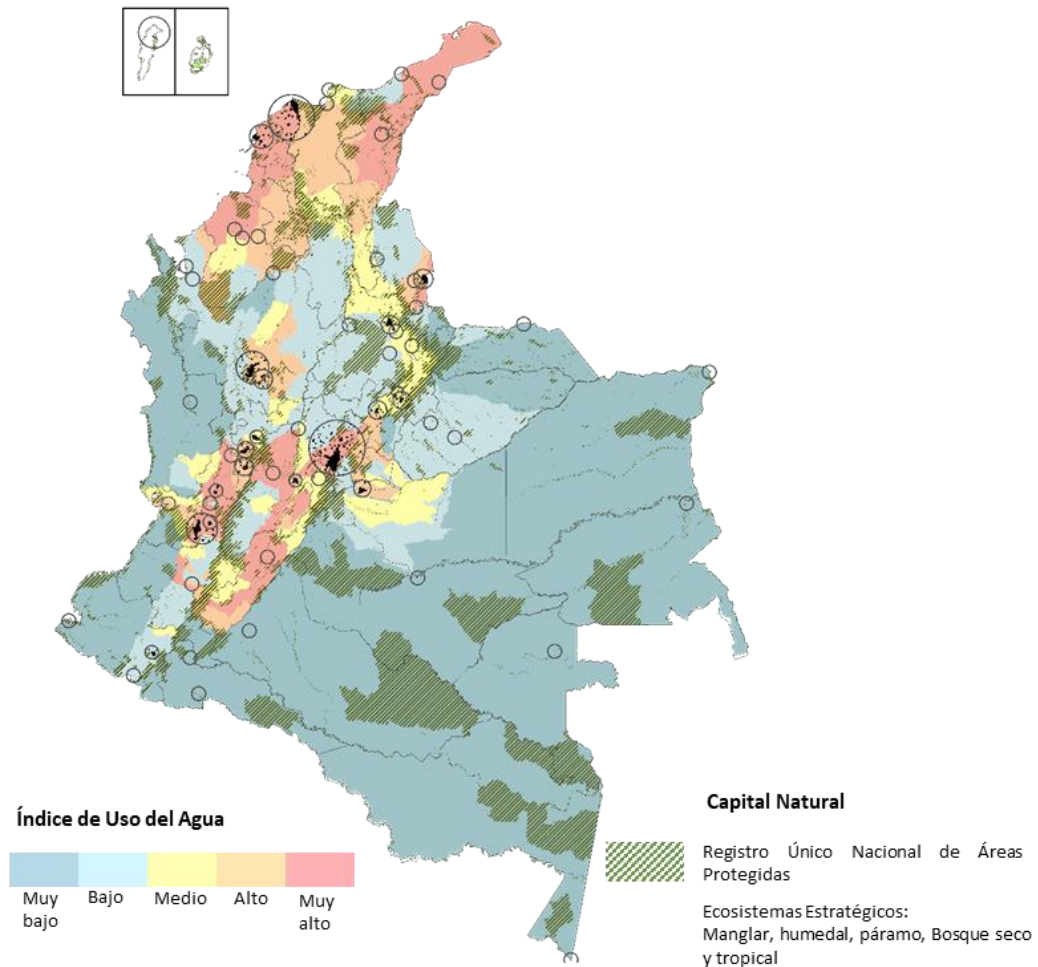 Índice de Uso del Agua
Muy bajo
Bajo
Medio
Alto
Muy alto
Capital Natural
Registro Único Nacional de Áreas
Protegidas
Ecosistemas Estratégicos:
Manglar, humedal, páramo, Bosque seco
y tropical